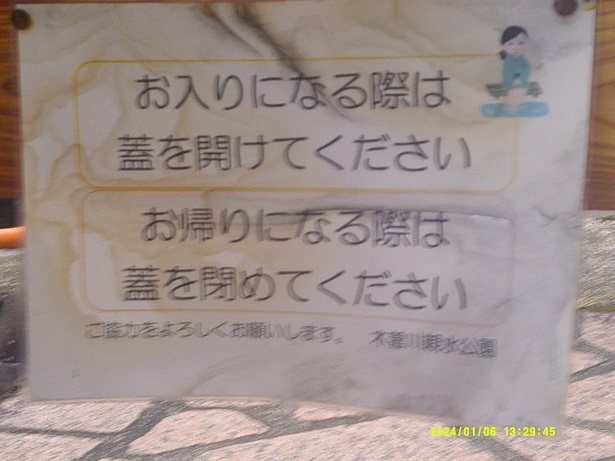 お入りになる際は
蓋を開けてください
お帰りになる際は
蓋を閉めてください
ご協力をよろしくお願いします。 木葉川親水公園
2024/01/06 13:29:45